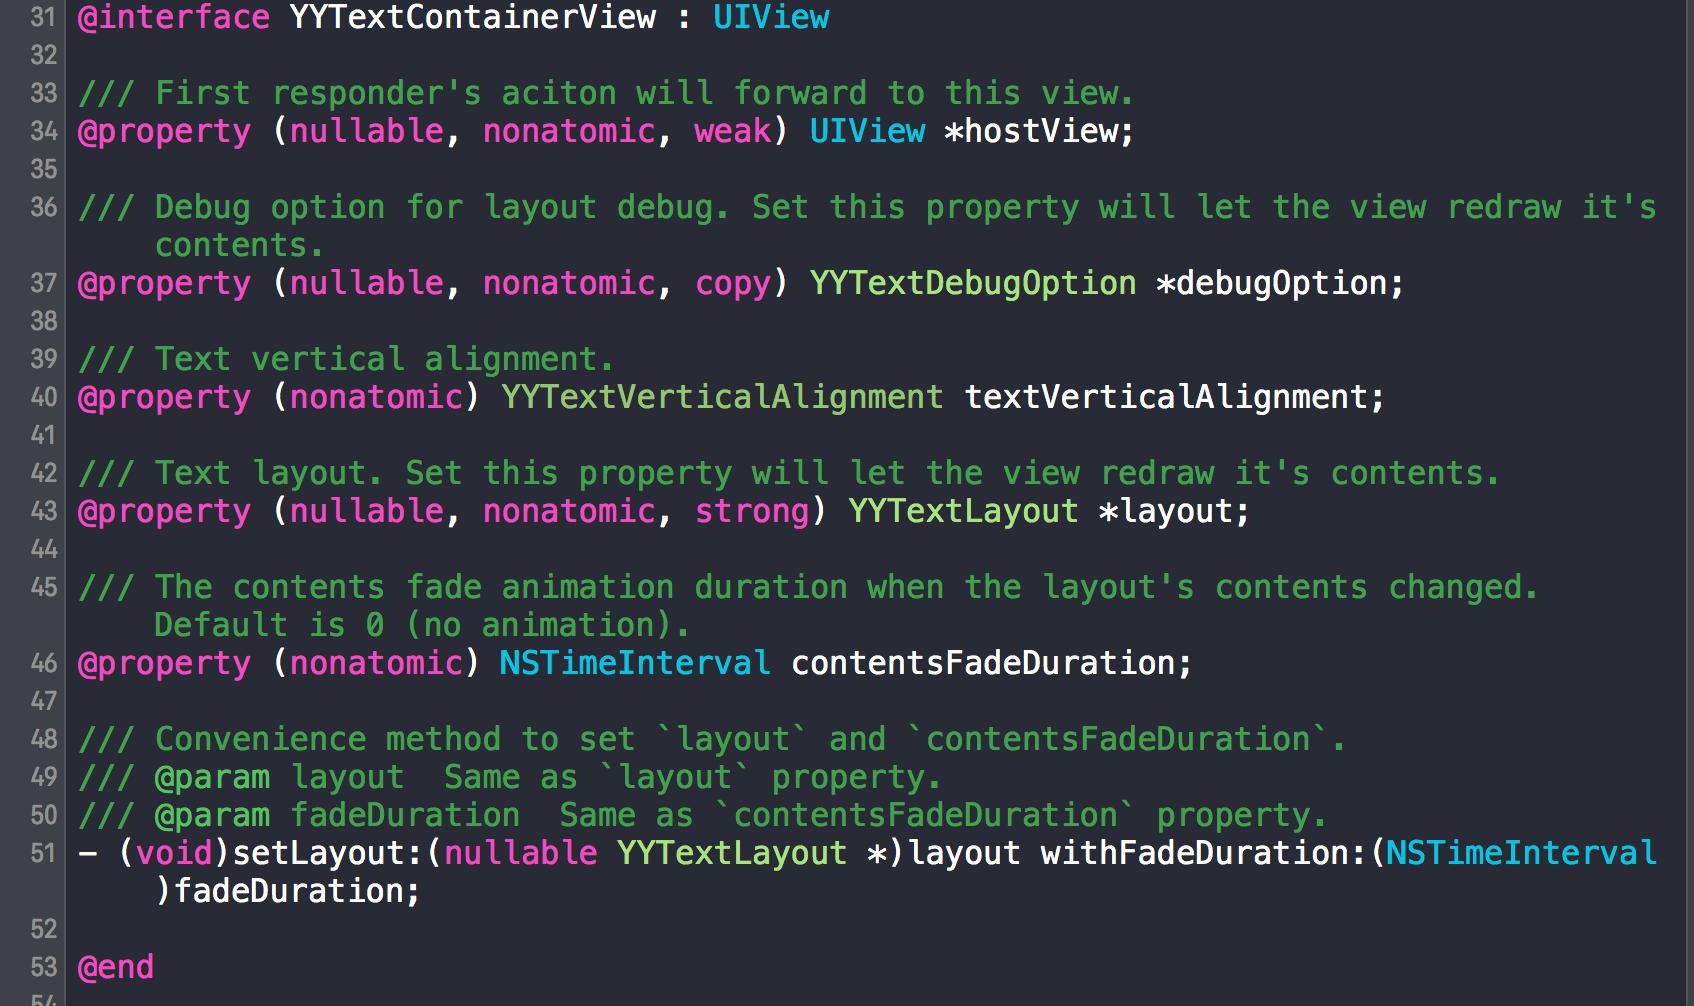 31 @interface YYTextContainerView : UIView
32
33 /// First responder's aciton will forward to this view.
34 @property (nullable, nonatomic, weak) UIView *hostView;
35
36 /// Debug option for layout debug. Set this property will let the view redraw it's
contents.
37 @property (nullable, nonatomic, copy) YYTextDebugOption *debugOption;
38
39 /// Text vertical alignment.
40 @property (nonatomic) YYTextVerticalAlignment textVerticalAlignment;
41
42 /// Text layout. Set this property will let the view redraw it's contents.
43 @property (nullable, nonatomic, strong) YYTextLayout *layout;
44
45 /// The contents fade animation duration when the layout's contents changed.
Default is 0 (no animation).
46 @property (nonatomic) NSTimeInterval contentsFadeDuration;
47
48 /// Convenience method to set `layout` and `contentsFadeDuration`.
49 /// @param layout  Same as `layout` property.
50 /// @param fadeDuration  Same as `contentsFadeDuration` property.
51 - (void)setLayout:(nullable YYTextLayout *)layout withFadeDuration:(NSTimeInterval
)fadeDuration;
52
53 @end
54